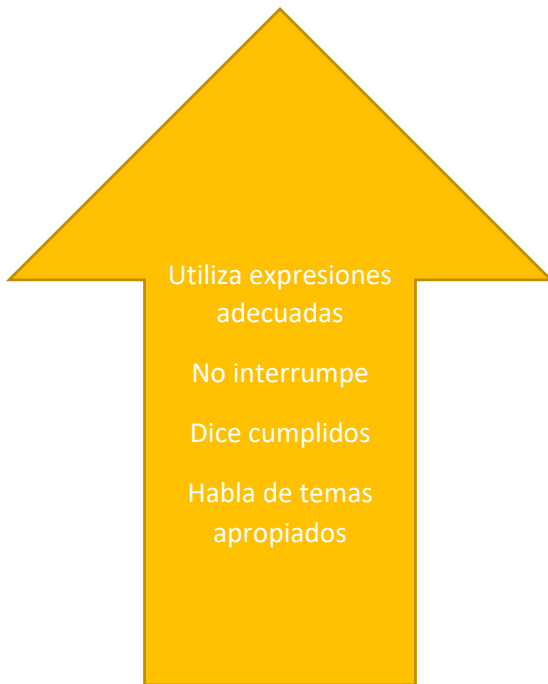 Utiliza expresiones
adecuadas
No interrumpe
Dice cumplidos
Habla de temas
apropiados